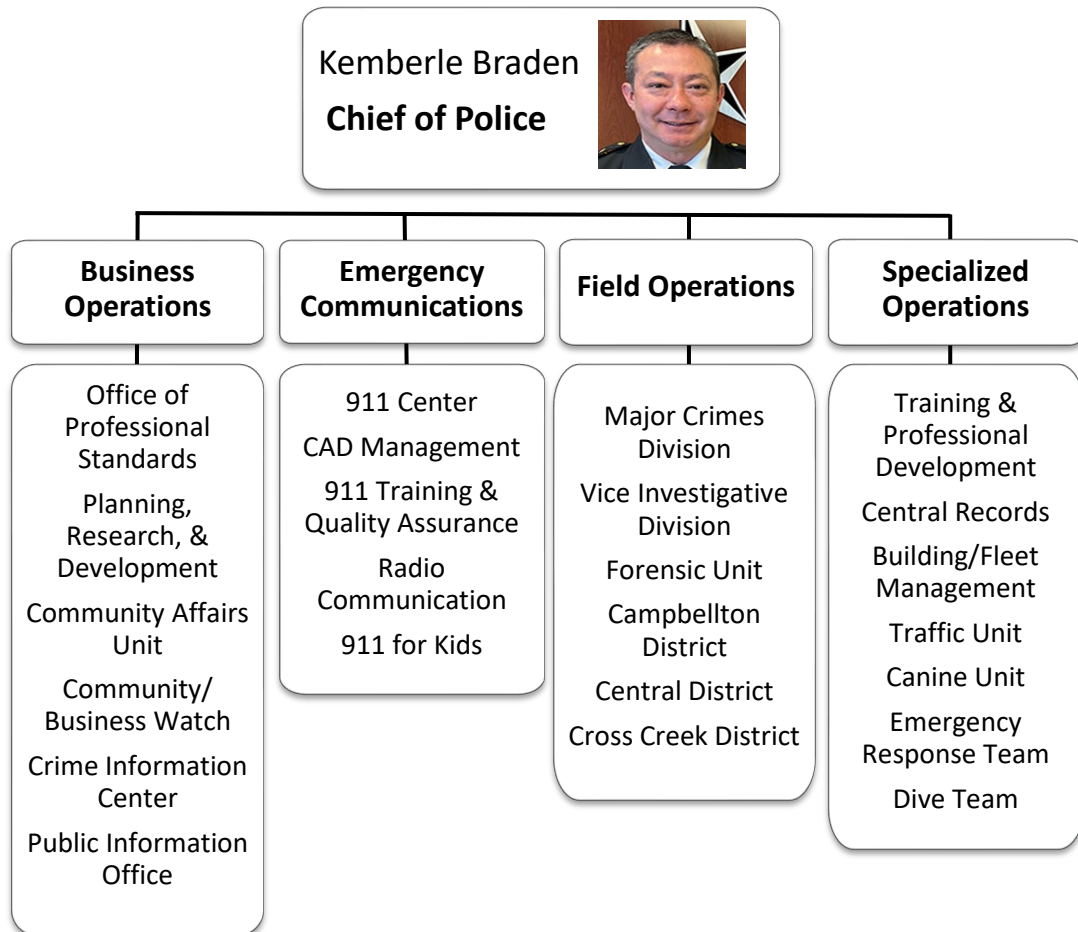 Kemberle Braden
Chief of Police
Business
Operations
Emergency
Communications
Field Operations
Specialized
Operations
Office of
Professional
Standards
Planning,
Research, &
Development
Community Affairs
Unit
Community/
Business Watch
Crime Information
Center
Public Information
Office
911 Center
CAD Management
911 Training &
Quality Assurance
Radio
Communication
911 for Kids
Major Crimes
Division
Vice Investigative
Division
Forensic Unit
Campbellton
District
Central District
Cross Creek District
Training &
Professional
Development
Central Records
Building/Fleet
Management
Traffic Unit
Canine Unit
Emergency
Response Team
Dive Team